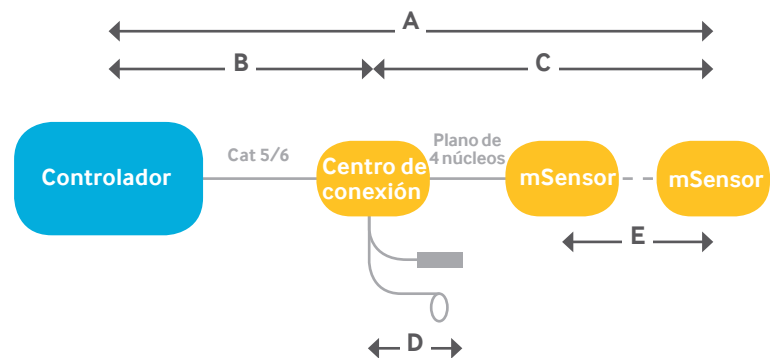 A
B
C
Controlador
Cat 5/6
Centro de
conexión
Plano de
4 núcleos
mSensor
mSensor
E
D